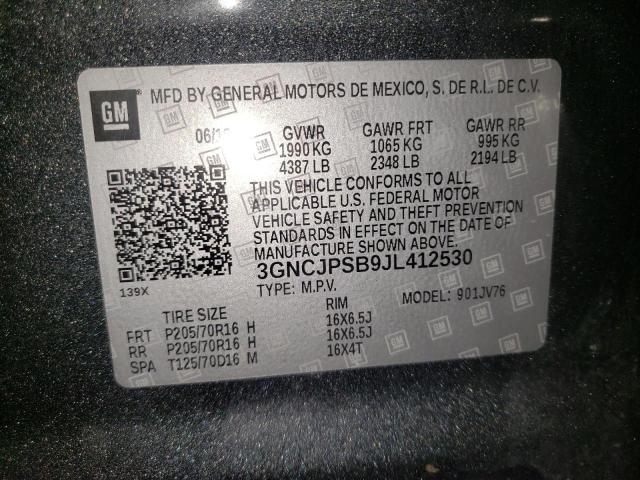 GM MFD BY GENERAL MOTORS DE MEXICO, S. DE R.L. DE C.V.
GVWR GAWR FRT GAWR RR
1990 KG 1065 KG 995 KG
4387 LB 2348 LB 2194 LB
THIS VEHICLE CONFORMS TO ALL
APPLICABLE U.S. FEDERAL MOTOR
VEHICLE SAFETY AND THEFT PREVENTION
STANDARDS IN EFFECT ON THE DATE OF
MANUFACTURE SHOWN ABOVE.
3GNCJPSB9JL412530
139X TYPE: M.P.V. MODEL: 901JV76
TIRE SIZE RIM
FRT P205/70R16 H 16X6.5J
RR P205/70R16 H 16X6.5J
SPA T125/70D16 M 16X4T